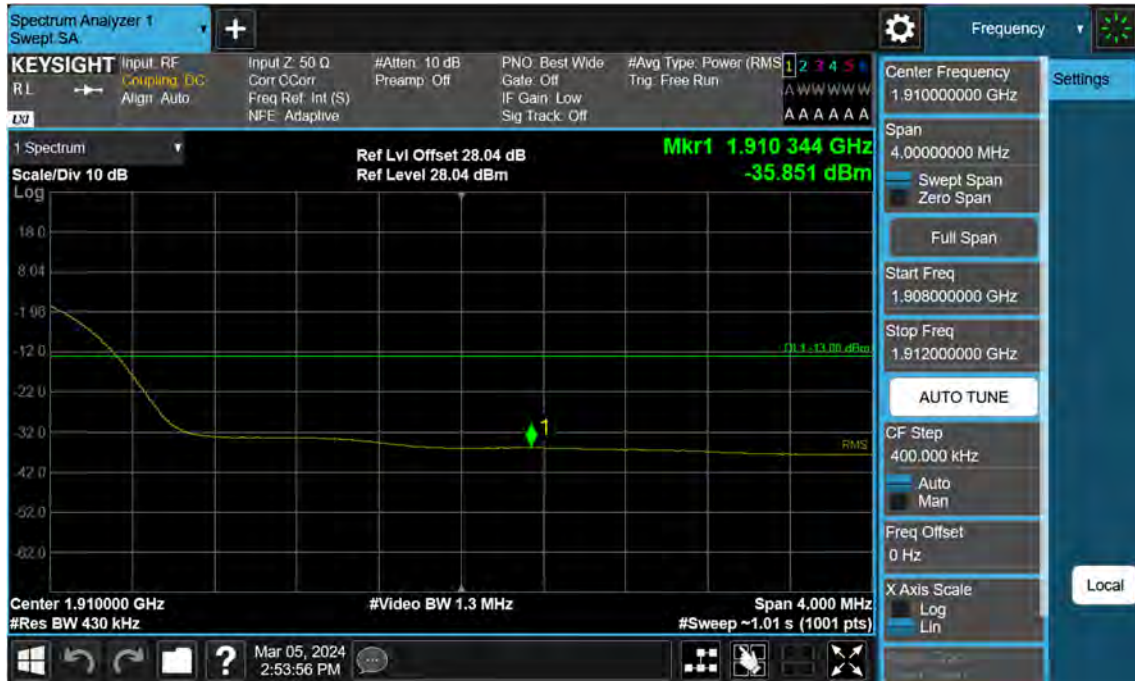 Spectrum Analyzer 1
Swept SA
+
Frequency
KEYSIGHT
RL
LXI
Input: RF
Coupling: DC
Align: Auto
Input Z: 50 Ω
Corr CCorr
Freq Ref: Int (S)
NFE: Adaptive
#Atten: 10 dB
Preamp: Off
PNO: Best Wide
Gate: Off
IF Gain: Low
Sig Track: Off
#Avg Type: Power (RMS
Trig: Free Run
1 2 3 4 5 6
A W W W W W
A A A A A A
1 Spectrum
Scale/Div 10 dB
Ref Lvl Offset 28.04 dB
Ref Level 28.04 dBm
Mkr1 1.910 344 GHz
-35.851 dBm
Log
18.0
8.04
-1.96
-12.0
-22.0
-32.0
-42.0
-52.0
-62.0
DL1 -13.00 dBm
1
RMS
Center 1.910000 GHz
#Res BW 430 kHz
#Video BW 1.3 MHz
Span 4.000 MHz
#Sweep ~1.01 s (1001 pts)
Center Frequency
1.910000000 GHz
Settings
Span
4.00000000 MHz
Swept Span
Zero Span
Full Span
Start Freq
1.908000000 GHz
Stop Freq
1.912000000 GHz
AUTO TUNE
CF Step
400.000 kHz
Auto
Man
Freq Offset
0 Hz
X Axis Scale
Log
Lin
Local
?
Mar 05, 2024
2:53:56 PM